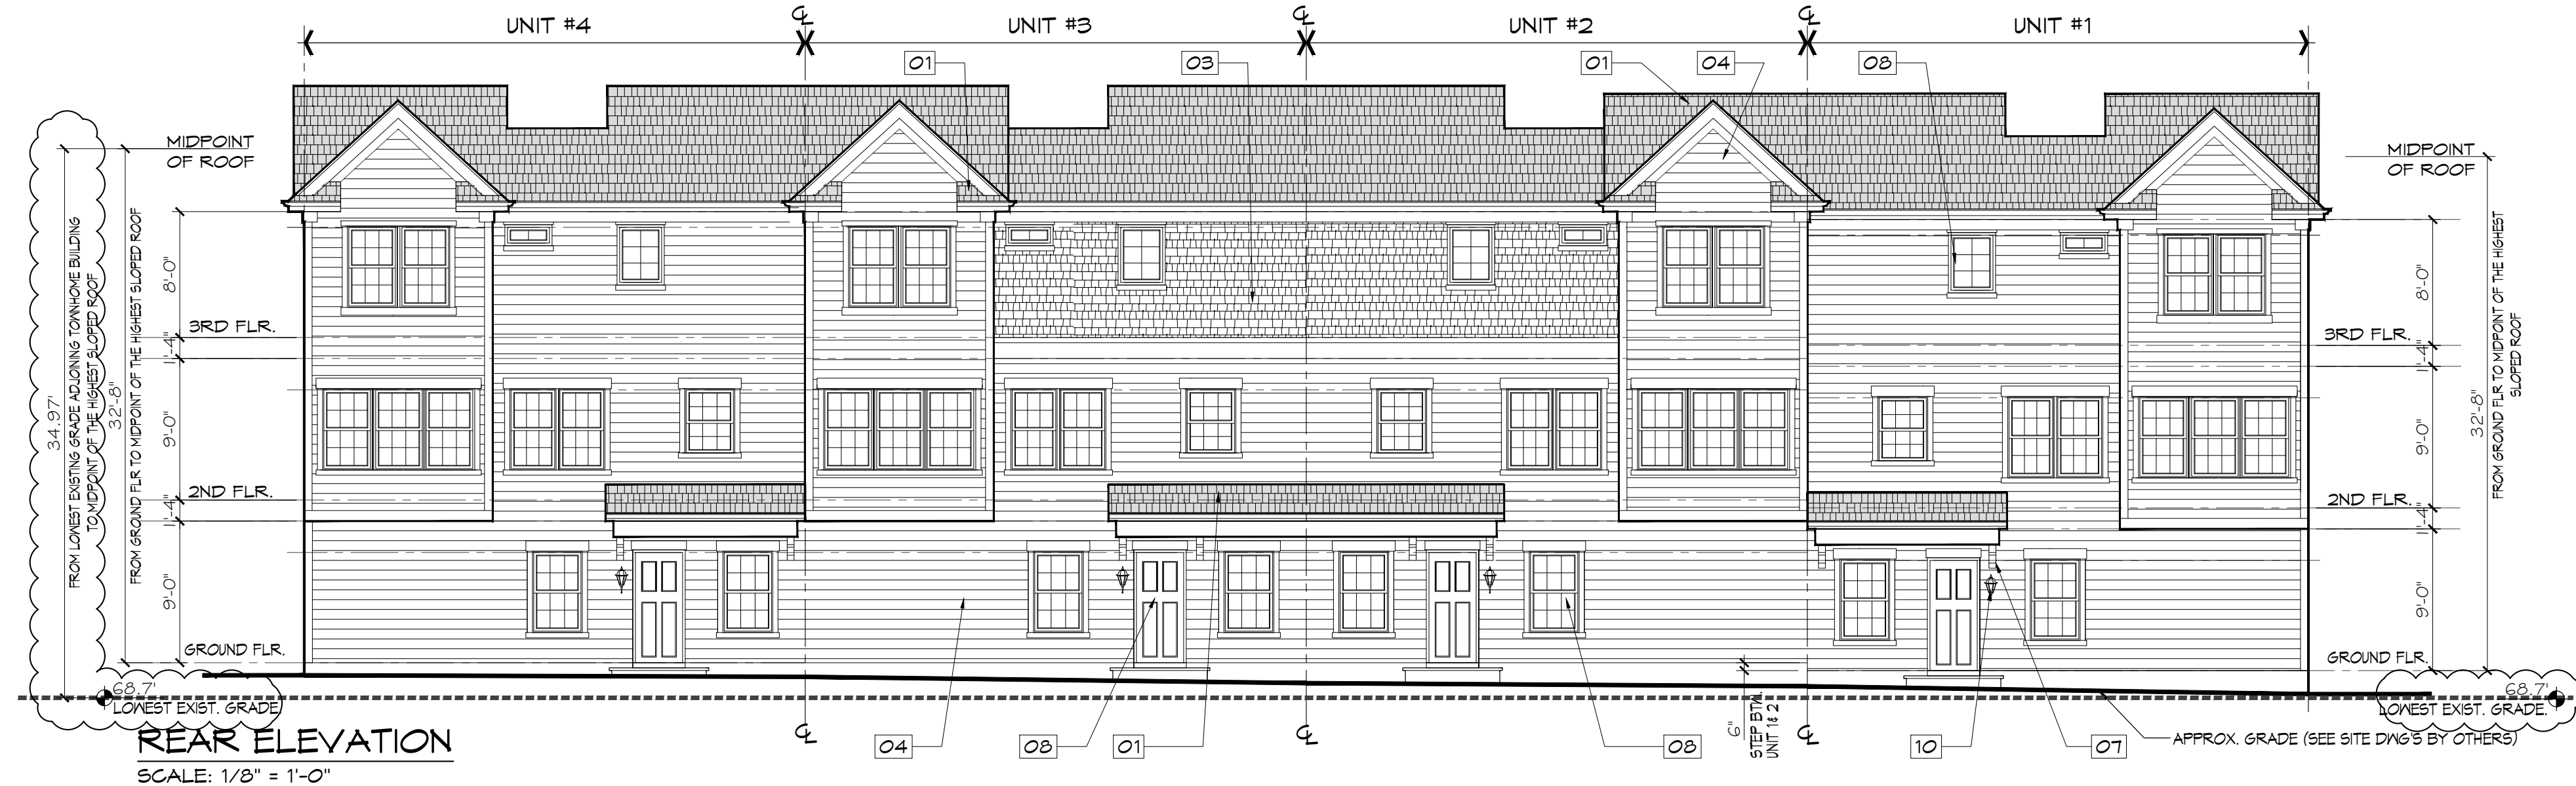 UNIT #4
℄
UNIT #3
℄
UNIT #2
℄
UNIT #1
01
03
01
04
08
MIDPOINT
OF ROOF
MIDPOINT
OF ROOF
34.97'
FROM LOWEST EXISTING GRADE ADJOINING TOWNHOME BUILDING
TO MIDPOINT OF THE HIGHEST SLOPED ROOF
32'-8"
FROM GROUND FLR TO MIDPOINT OF THE HIGHEST SLOPED ROOF
8'-0"
3RD FLR.
1'-4"
9'-0"
2ND FLR.
1'-4"
9'-0"
GROUND FLR.
8'-0"
3RD FLR.
1'-4"
9'-0"
2ND FLR.
1'-4"
9'-0"
GROUND FLR.
32'-8"
FROM GROUND FLR TO MIDPOINT OF THE HIGHEST
SLOPED ROOF
68.7'
LOWEST EXIST. GRADE
68.7'
LOWEST EXIST. GRADE.
℄
℄
℄
6"
STEP BTW.
UNIT 1&2
04
08
01
08
10
07
APPROX. GRADE (SEE SITE DWG'S BY OTHERS)
REAR ELEVATION
SCALE: 1/8" = 1'-0"